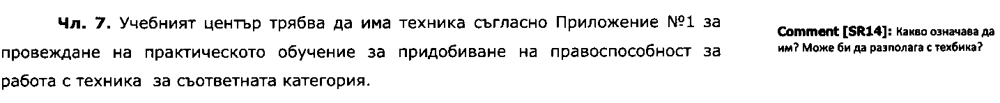 Чл. 7. Учебният център трябва да има техника съгласно Приложение №1 за
провеждане на практическото обучение за придобиване на правоспособност за
работа с техника за съответната категория.
Comment [SR14]: Какво означава да
им? Може би да разполага с техбика?